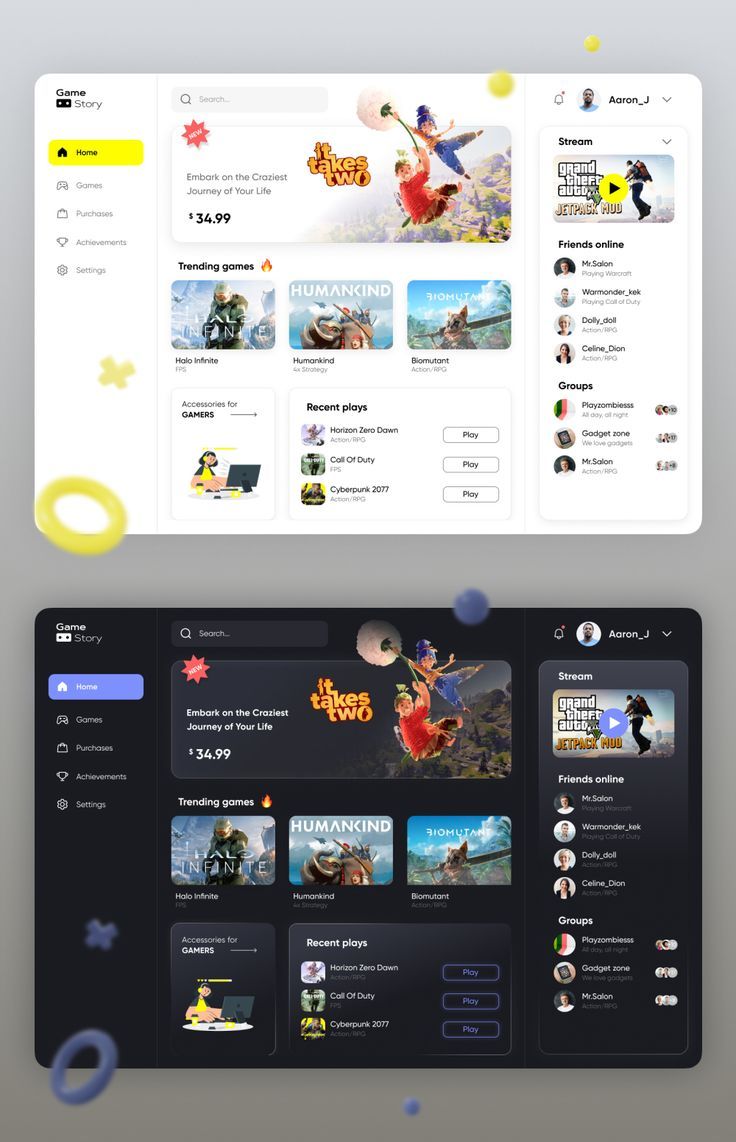 Game
Story
Search...
Aaron_J
Home
Games
Purchases
Achievements
Settings
NEW
Embark on the Craziest
Journey of Your Life
$ 34.99
it
takes
two
Trending games
HALO
INFINITE
Halo Infinite
FPS
HUMANKIND
Humankind
4x Strategy
BIOMUTANT
Biomutant
Action/RPG
Accessories for
GAMERS
Recent plays
Horizon Zero Dawn
Action/RPG
Play
Call Of Duty
FPS
Play
Cyberpunk 2077
Action/RPG
Play
Stream
grand
theft
auto
JETPACK MOD
Friends online
Mr.Salon
Playing Warcraft
Warmonder_kek
Playing Call of Duty
Dolly_doll
Action/RPG
Celine_Dion
Action/RPG
Groups
Playzombiesss
All day, all night
+10
Gadget zone
We love gadgets
+17
Mr.Salon
Action/RPG
+8
Game
Story
Search...
Aaron_J
Home
Games
Purchases
Achievements
Settings
NEW
Embark on the Craziest
Journey of Your Life
$ 34.99
it
takes
two
Trending games
HALO
INFINITE
Halo Infinite
FPS
HUMANKIND
Humankind
4x Strategy
BIOMUTANT
Biomutant
Action/RPG
Accessories for
GAMERS
Recent plays
Horizon Zero Dawn
Action/RPG
Play
Call Of Duty
FPS
Play
Cyberpunk 2077
Action/RPG
Play
Stream
grand
theft
auto
JETPACK MOD
Friends online
Mr.Salon
Playing Warcraft
Warmonder_kek
Playing Call of Duty
Dolly_doll
Action/RPG
Celine_Dion
Action/RPG
Groups
Playzombiesss
All day, all night
Gadget zone
We love gadgets
Mr.Salon
Action/RPG